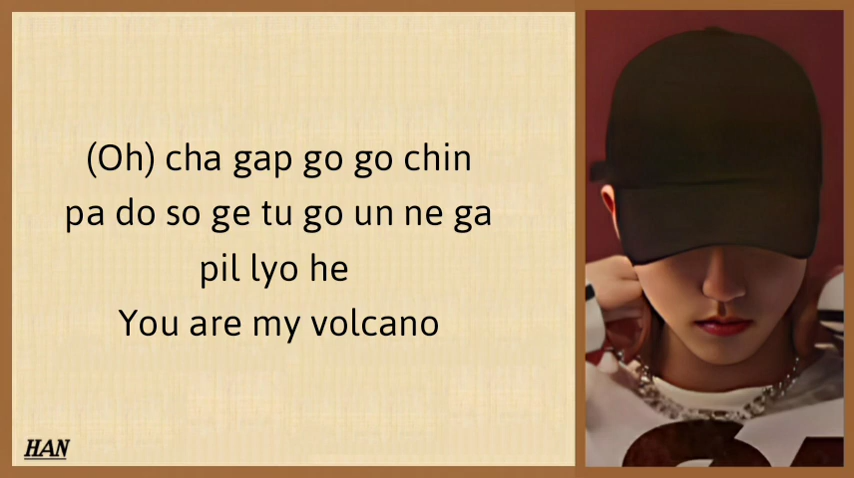 (Oh) cha gap go go chin
pa do so ge tu go un ne ga
pil lyo he
You are my volcano
HAN